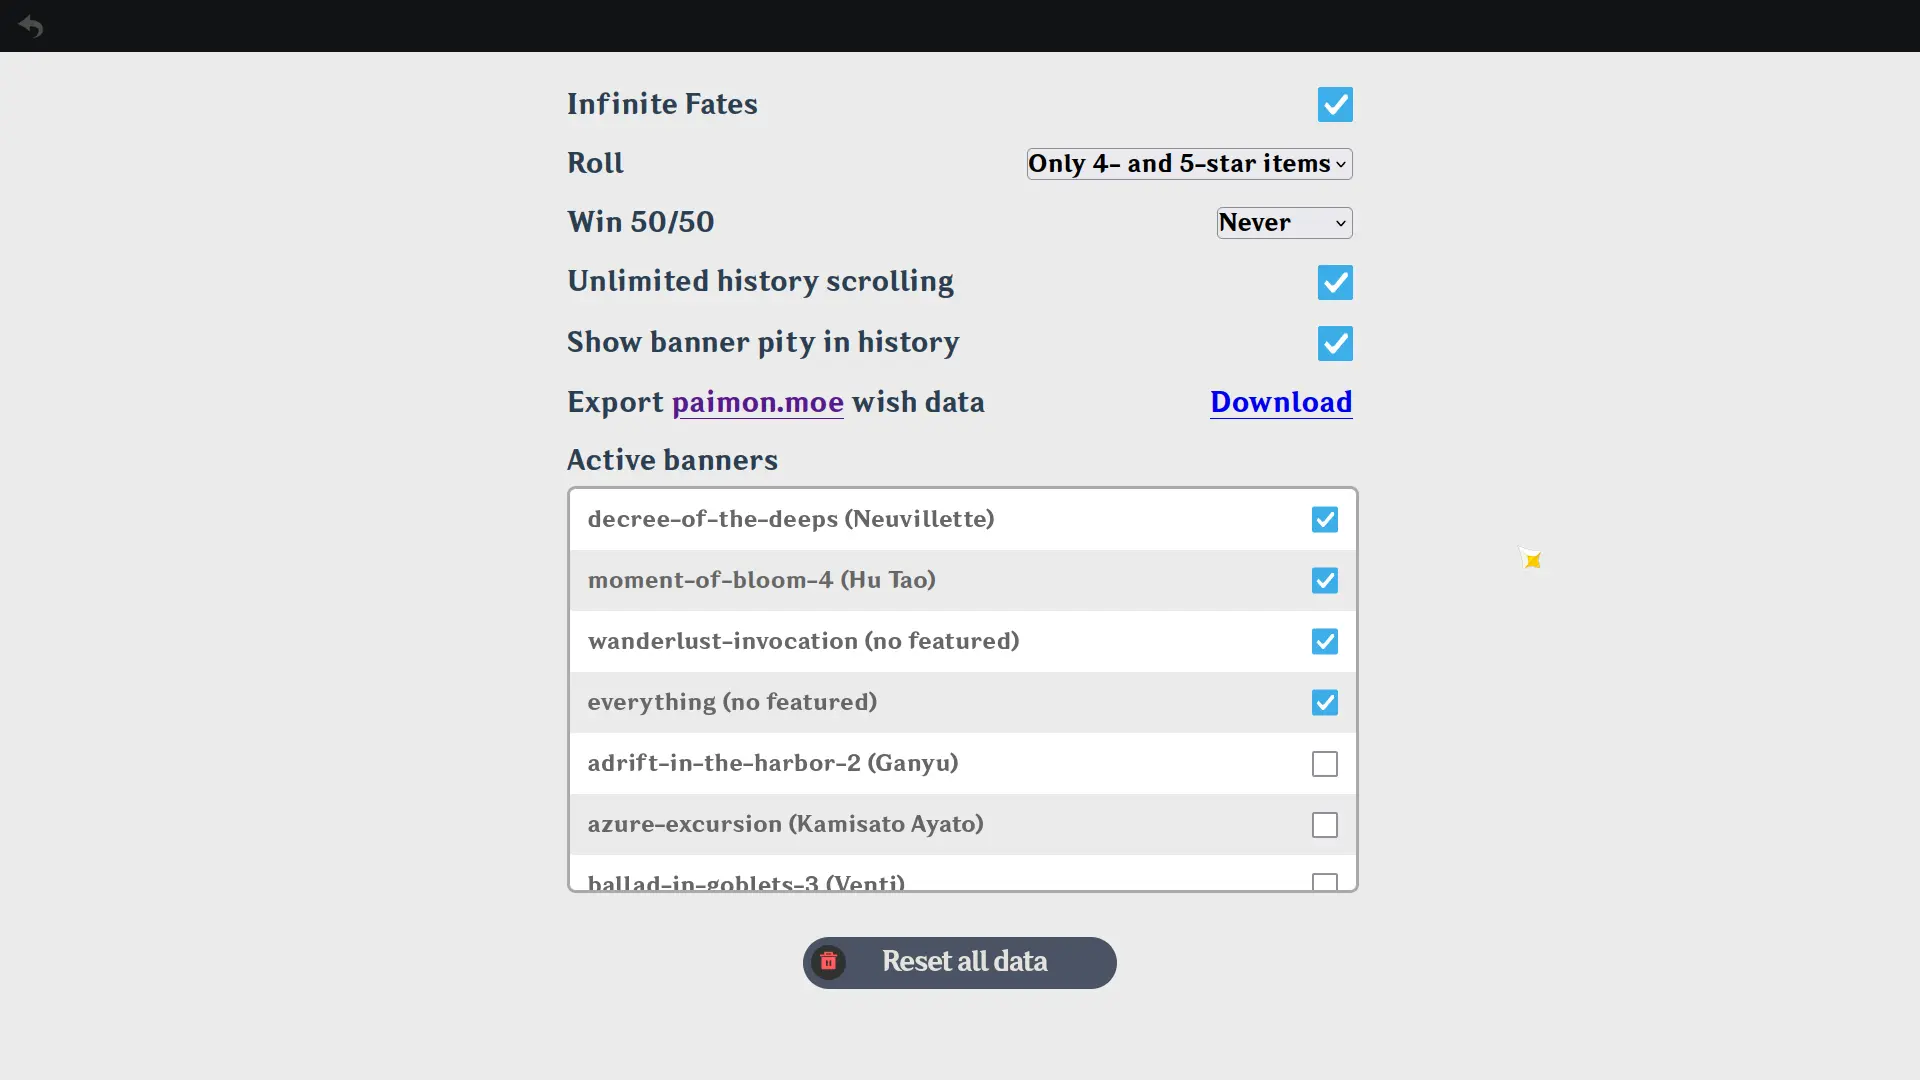 Infinite Fates
Roll Only 4- and 5-star items
Win 50/50 Never
Unlimited history scrolling
Show banner pity in history
Export paimon.moe wish data Download
Active banners
decree-of-the-deeps (Neuvillette)
moment-of-bloom-4 (Hu Tao)
wanderlust-invocation (no featured)
everything (no featured)
adrift-in-the-harbor-2 (Ganyu)
azure-excursion (Kamisato Ayato)
ballad-in-goblets-3 (Venti)
Reset all data